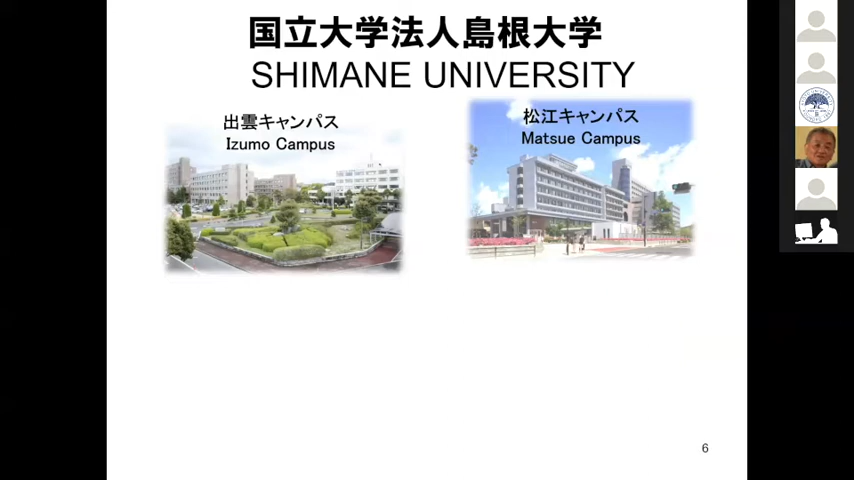 国立大学法人島根大学
SHIMANE UNIVERSITY
出雲キャンパス
Izumo Campus
松江キャンパス
Matsue Campus
6